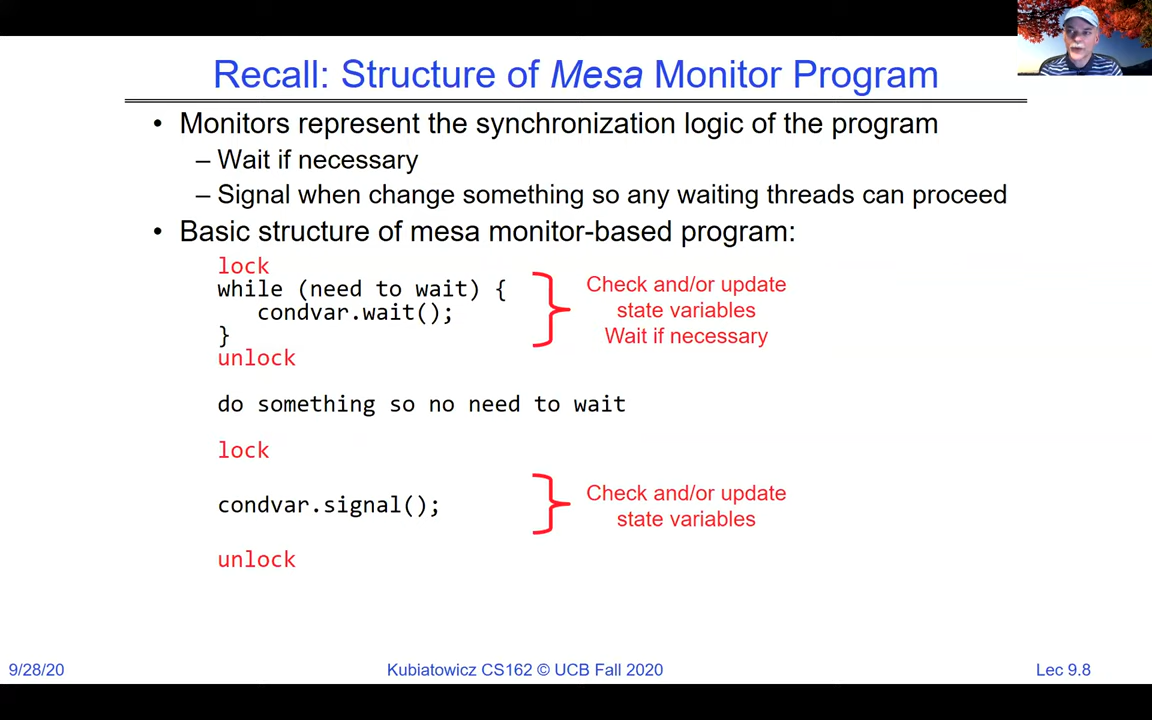 Recall: Structure of Mesa Monitor Program
• Monitors represent the synchronization logic of the program
– Wait if necessary
– Signal when change something so any waiting threads can proceed
• Basic structure of mesa monitor-based program:
lock
while (need to wait) {
condvar.wait();
}
unlock
Check and/or update
state variables
Wait if necessary
do something so no need to wait
lock
condvar.signal();
unlock
Check and/or update
state variables
9/28/20
Kubiatowicz CS162 © UCB Fall 2020
Lec 9.8